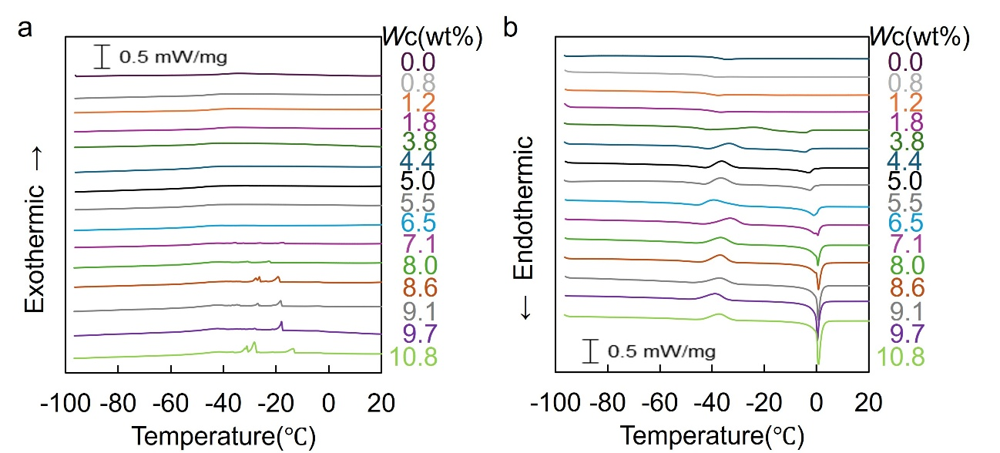 a
Wc(wt%)
0.5 mW/mg
0.0
0.8
1.2
1.8
3.8
4.4
5.0
5.5
6.5
7.1
8.0
8.6
9.1
9.7
10.8
Exothermic →
-100 -80 -60 -40 -20 0 20
Temperature(℃)
b
Wc(wt%)
0.0
0.8
1.2
1.8
3.8
4.4
5.0
5.5
6.5
7.1
8.0
8.6
9.1
9.7
10.8
← Endothermic
0.5 mW/mg
-100 -80 -60 -40 -20 0 20
Temperature(℃)